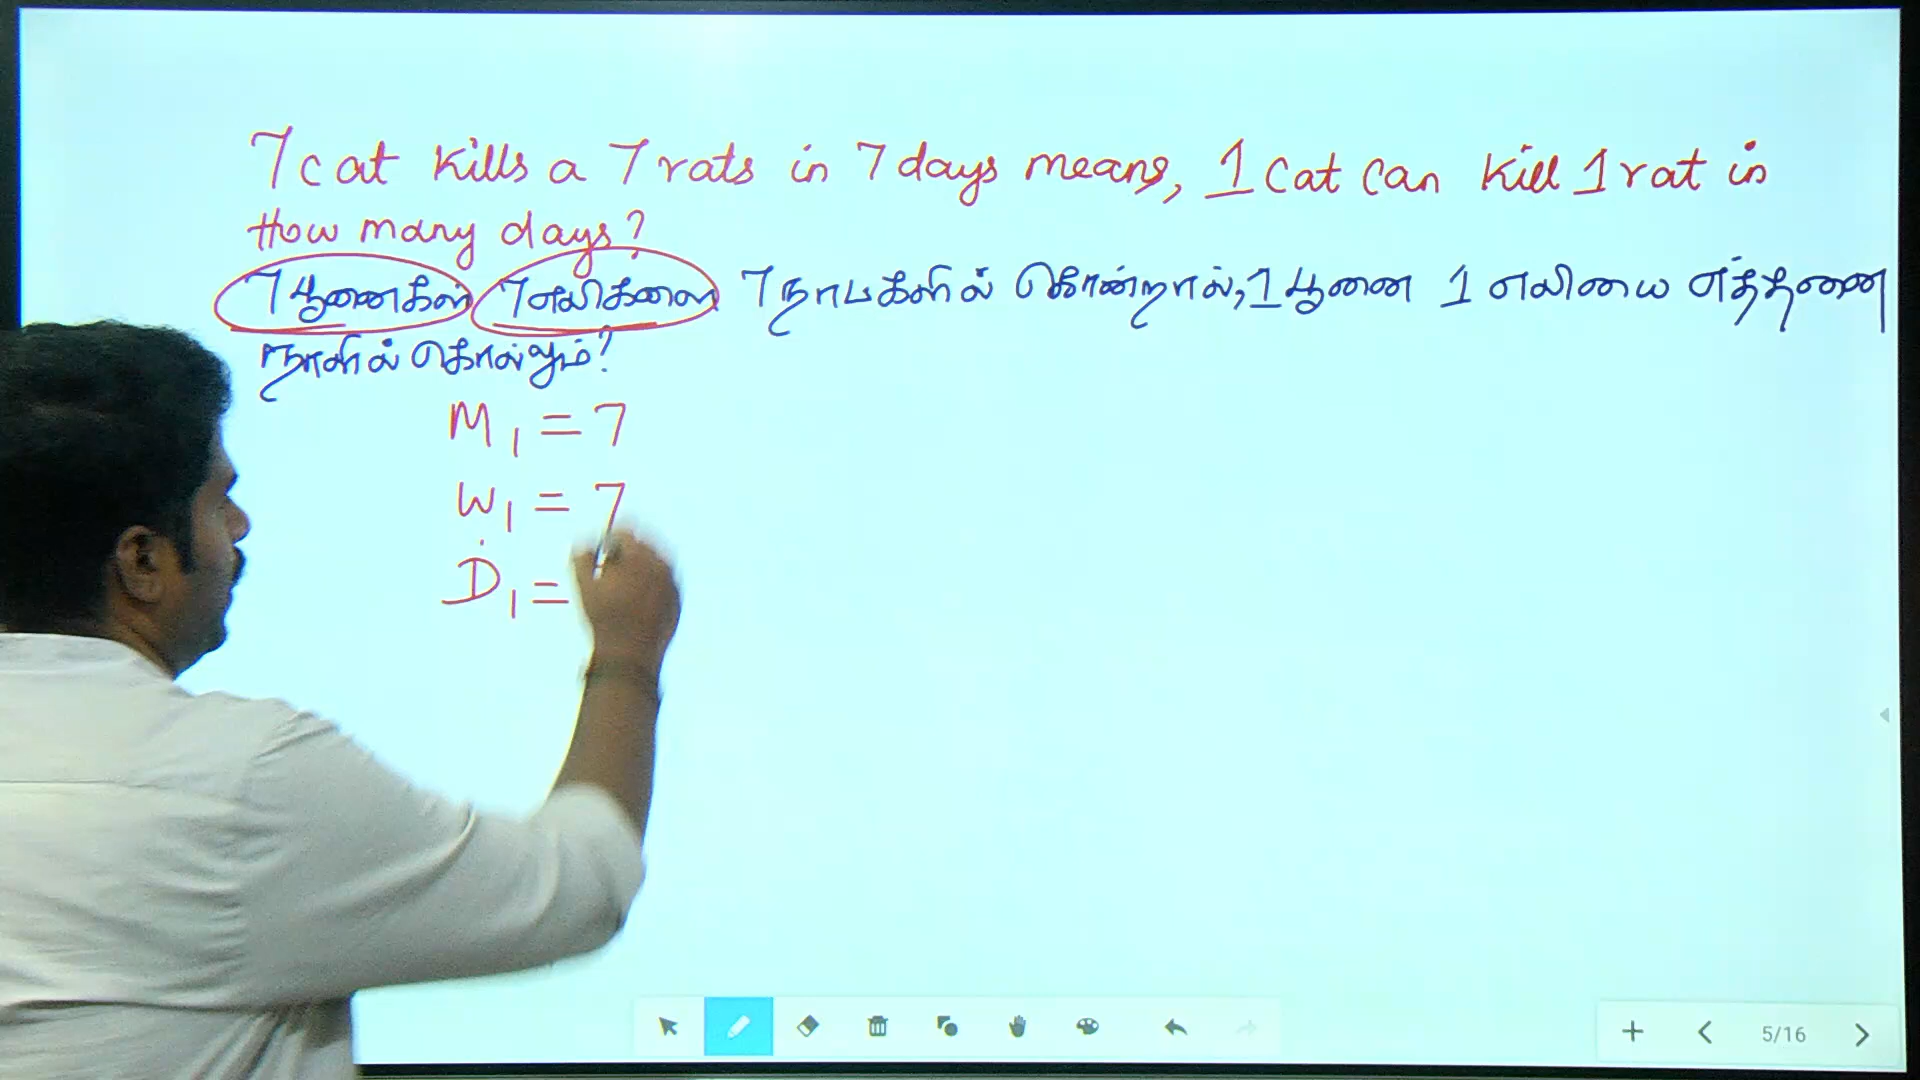 7 cat kills a 7 rats in 7 days means, 1 Cat Can Kill 1 rat in
How many days?
7 பூனைகள் 7 எலிகளை 7 நாட்களில் கொன்றால், 1 பூனை 1 எலியை எத்தனை
நாளில் கொல்லும்?
M1 = 7
W1 = 7
D1 =
5/16